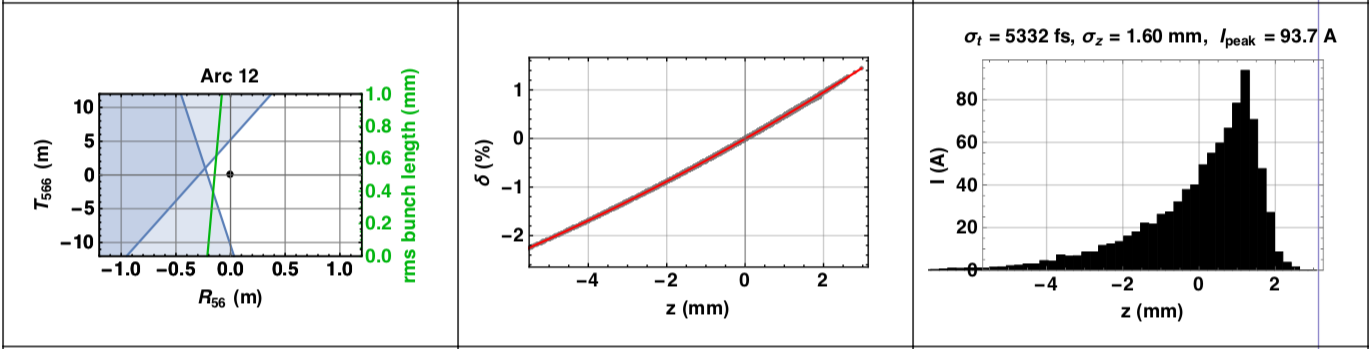 Arc 12
10
5
0
−5
−10
T566 (m)
−1.0 −0.5 0.0 0.5 1.0
R56 (m)
1.0
0.8
0.6
0.4
0.2
0.0
rms bunch length (mm)
1
0
−1
−2
δ (%)
−4 −2 0 2
z (mm)
σt = 5332 fs, σz = 1.60 mm, Ipeak = 93.7 A
80
60
40
20
0
I (A)
−4 −2 0 2
z (mm)